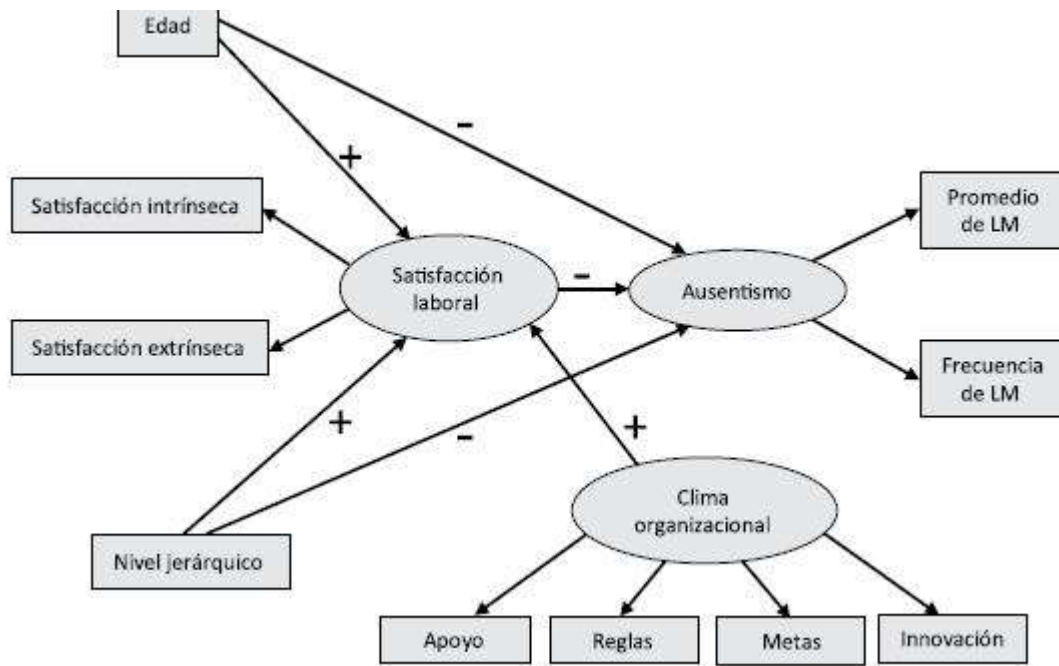 Edad
-
+
Satisfacción intrínseca
Promedio
de LM
Satisfacción
laboral
-
Ausentismo
Satisfacción extrínseca
Frecuencia
de LM
+
-
+
Clima
organizacional
Nivel jerárquico
Apoyo
Reglas
Metas
Innovación